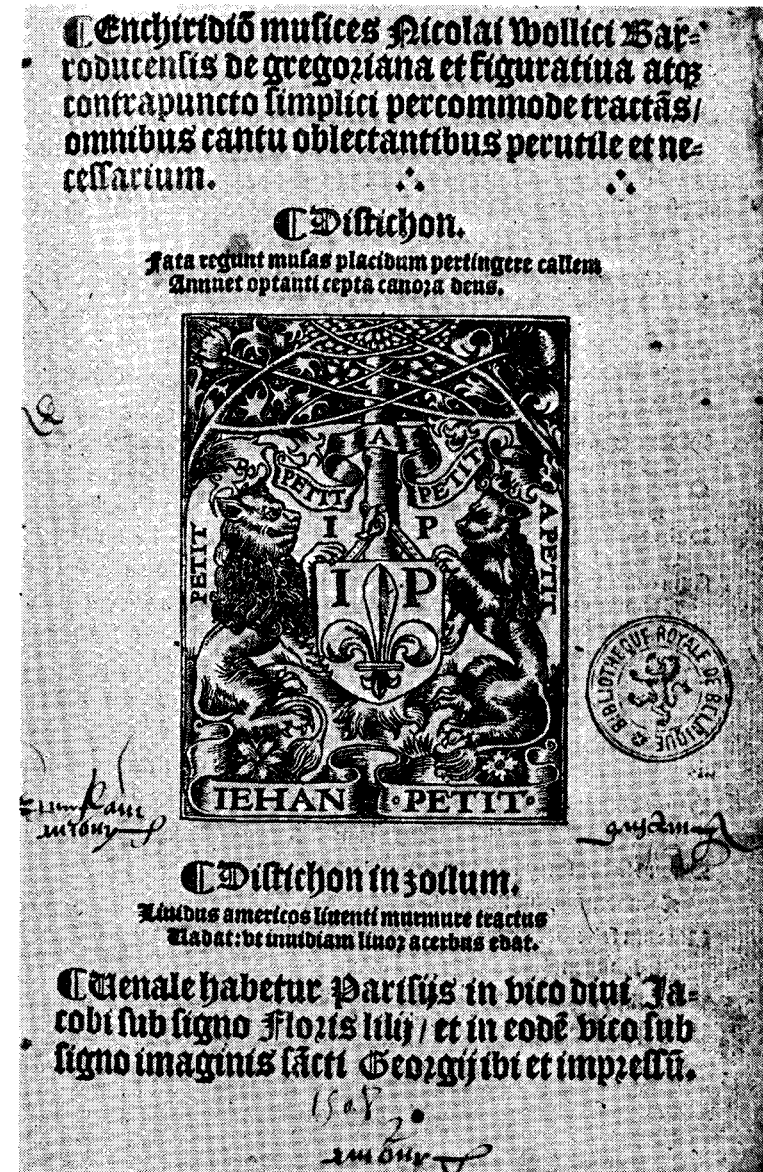 ¶Enchiridiō musices Nicolai Wollici Bar-
roducensis de gregoriana et figuratiua atq3
contrapuncto simplici percommode tractās/
omnibus cantu oblectantibus perutile et ne-
cessarium.
¶Distichon.
Fata regunt musas placidum pertingere callem
Annuet optanti cepta canora deus.
A
PETIT PETIT
I P
PETIT
A PETIT
I P
IEHAN PETIT
BIBLIOTHEQUE ROYALE DE BELGIQUE
¶Distichon in zoilum.
Liuidus americos liuenti murmure tractus
Uadat: vt inuidiam liuor acerbus edat.
¶Uenale habetur Parisijs in vico diui Ja-
cobi sub signo Floris lilij / et in eodē vico sub
signo imaginis sācti Georgij ibi et impressū.